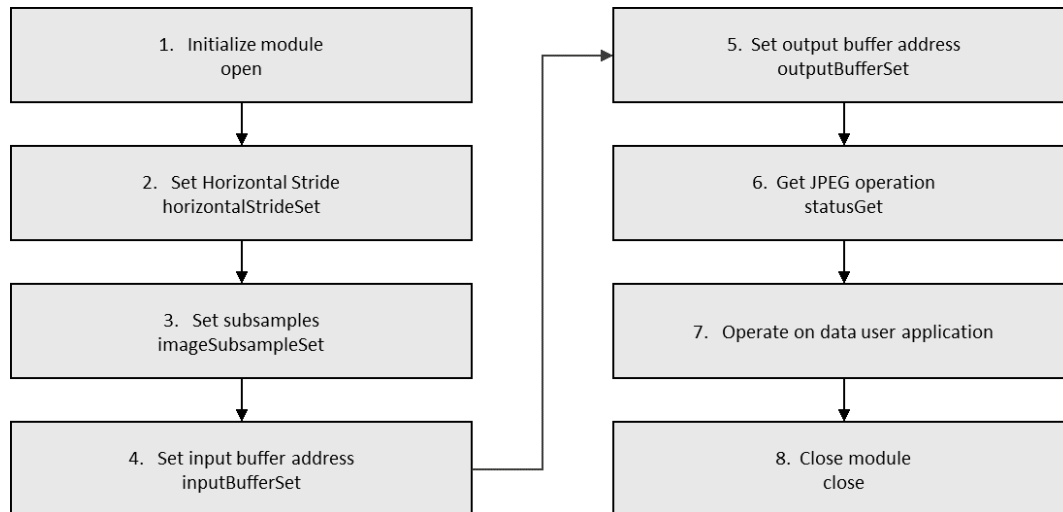 1. Initialize module
open
2. Set Horizontal Stride
horizontalStrideSet
3. Set subsamples
imageSubsampleSet
4. Set input buffer address
inputBufferSet
5. Set output buffer address
outputBufferSet
6. Get JPEG operation
statusGet
7. Operate on data user application
8. Close module
close